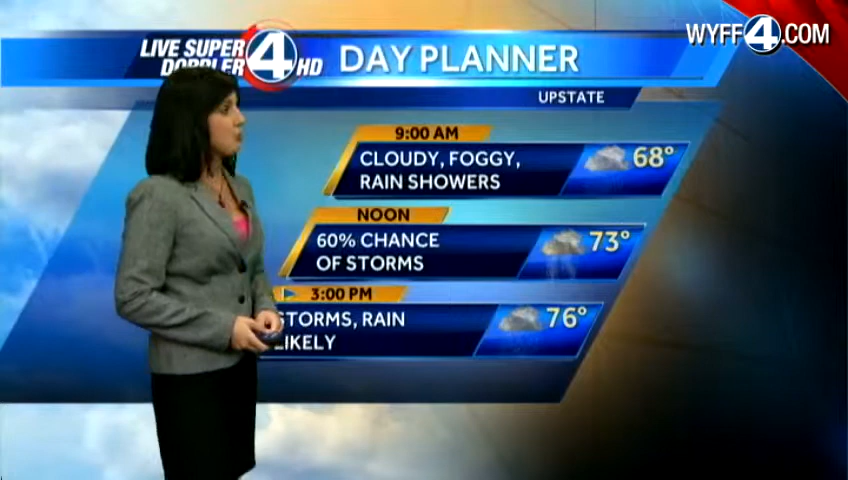 WYFF4.COM
LIVE SUPER
DOPPLER 4 HD
DAY PLANNER
UPSTATE
9:00 AM
CLOUDY, FOGGY,
RAIN SHOWERS
68°
NOON
60% CHANCE
OF STORMS
73°
3:00 PM
STORMS, RAIN
LIKELY
76°